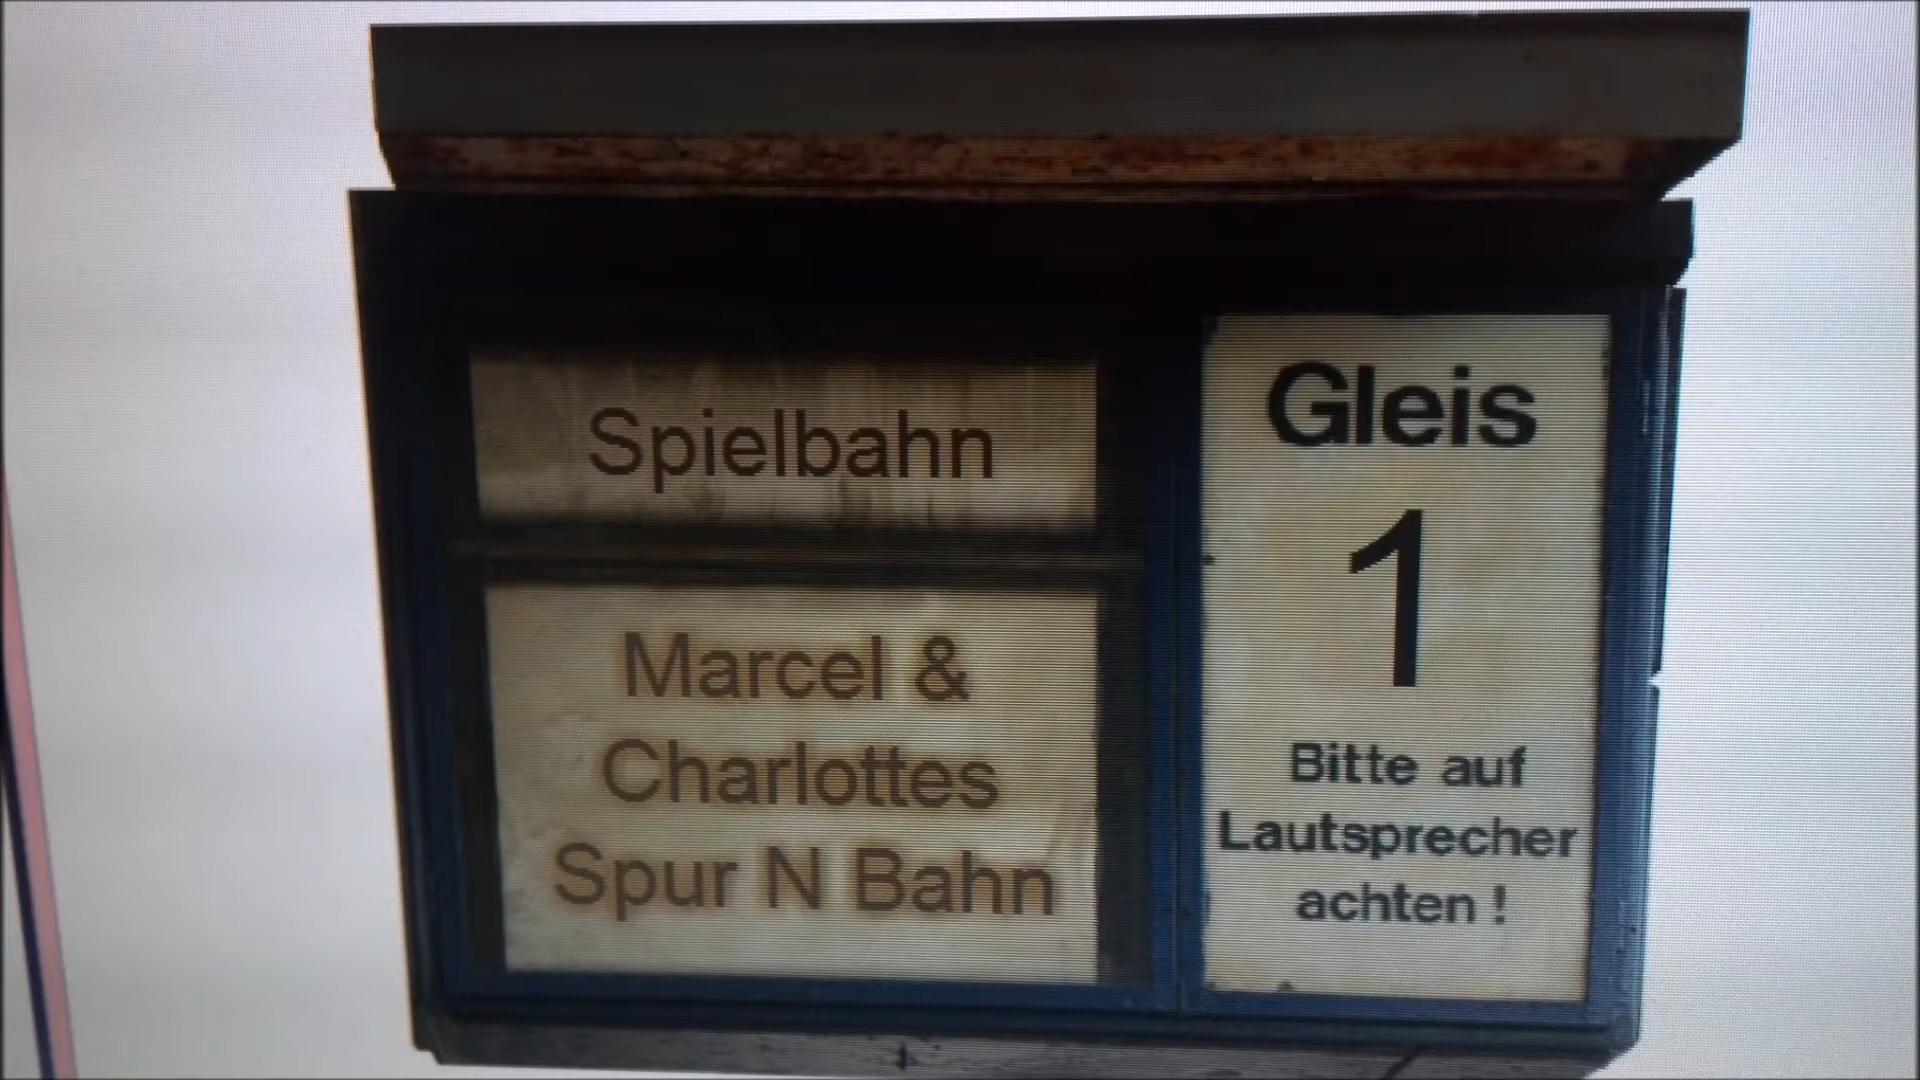 Spielbahn
Marcel &
Charlottes
Spur N Bahn
Gleis
1
Bitte auf
Lautsprecher
achten !